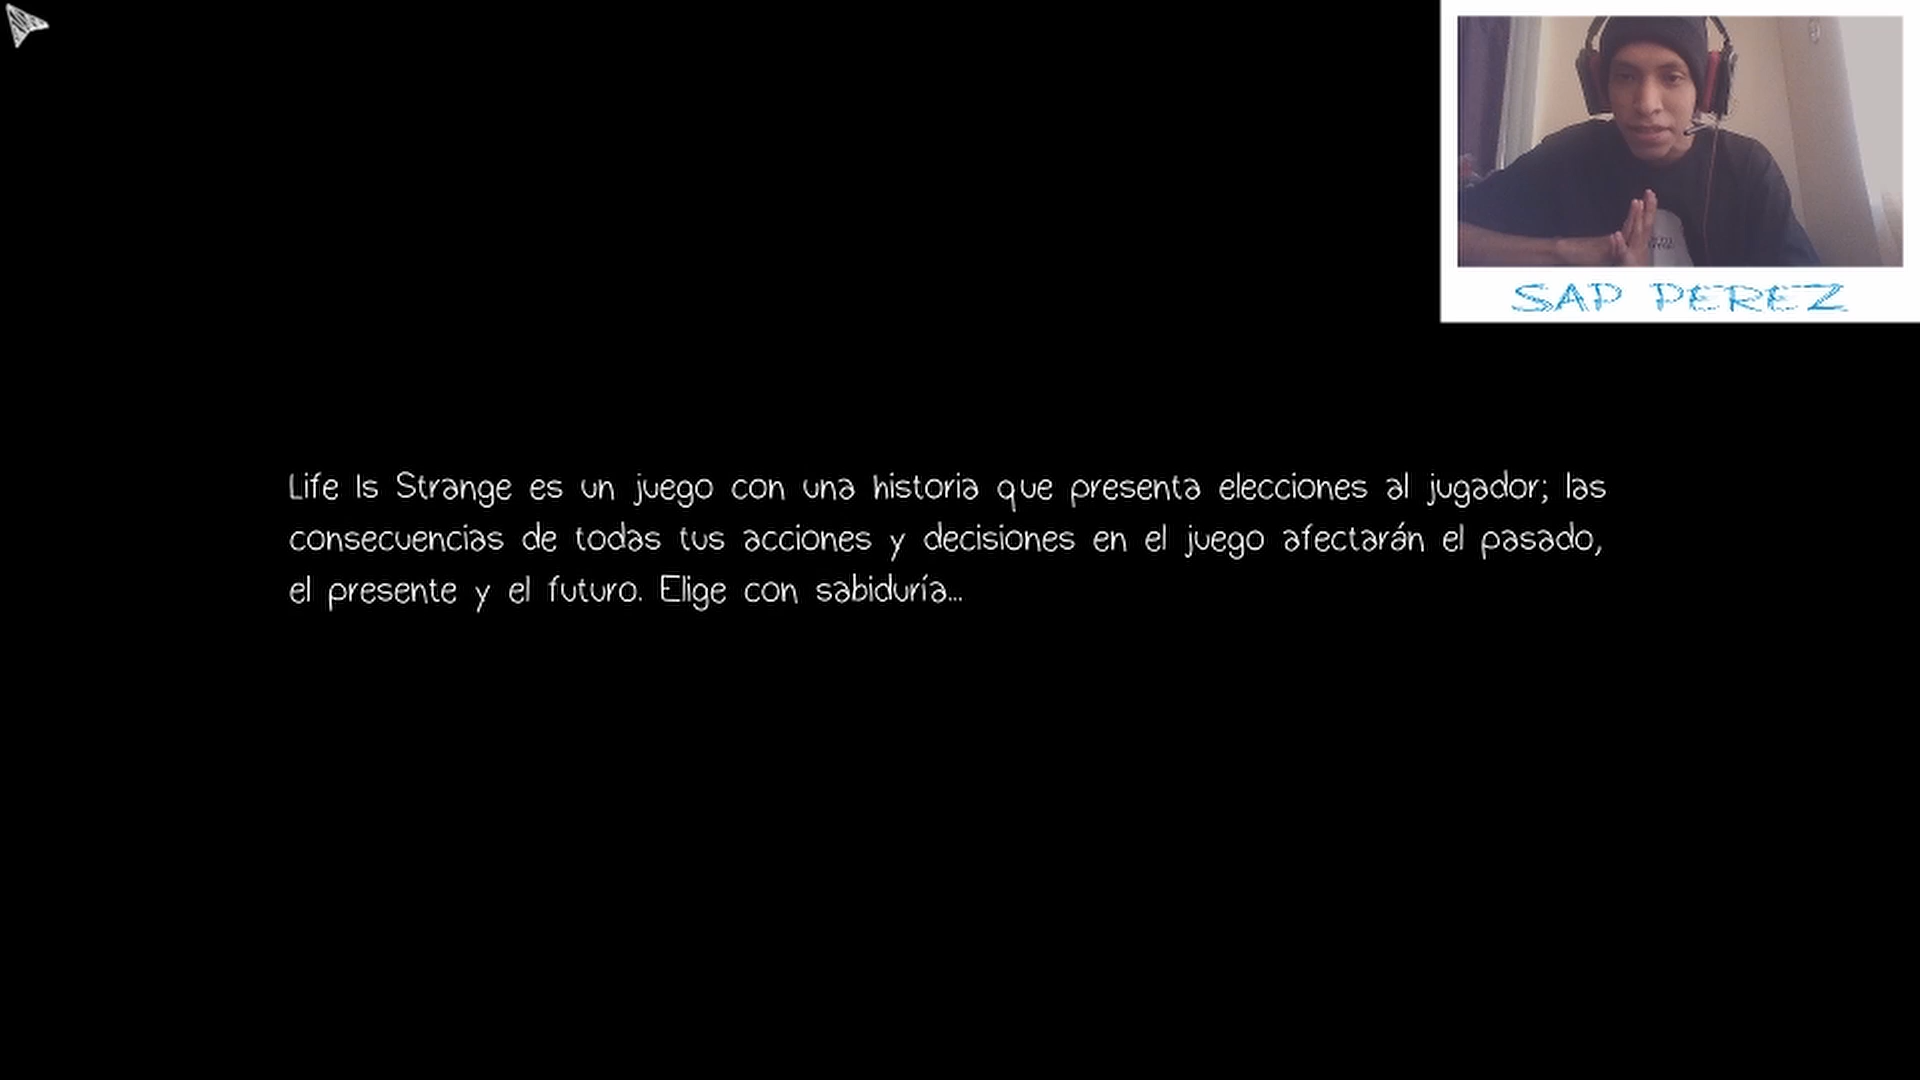 SAP PEREZ
Life Is Strange es un juego con una historia que presenta elecciones al jugador; las
consecuencias de todas tus acciones y decisiones en el juego afectarán el pasado,
el presente y el futuro. Elige con sabiduría...